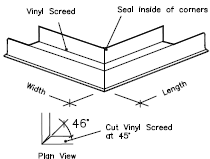 Vinyl Screed
Seal inside of corners
Width
Length
46°
Cut Vinyl Screed
at 45°
Plan View